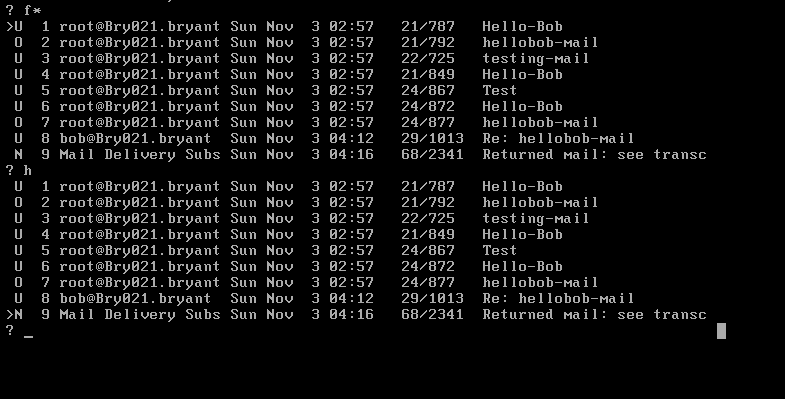 ? f*
>U  1 root@Bry021.bryant Sun Nov  3 02:57  21/787  Hello-Bob
O  2 root@Bry021.bryant Sun Nov  3 02:57  21/792  hellobob-mail
U  3 root@Bry021.bryant Sun Nov  3 02:57  22/725  testing-mail
U  4 root@Bry021.bryant Sun Nov  3 02:57  21/849  Hello-Bob
U  5 root@Bry021.bryant Sun Nov  3 02:57  24/867  Test
U  6 root@Bry021.bryant Sun Nov  3 02:57  24/872  Hello-Bob
O  7 root@Bry021.bryant Sun Nov  3 02:57  24/877  hellobob-mail
U  8 bob@Bry021.bryant  Sun Nov  3 04:12  29/1013  Re: hellobob-mail
N  9 Mail Delivery Subs Sun Nov  3 04:16  68/2341  Returned mail: see transc
? h
U  1 root@Bry021.bryant Sun Nov  3 02:57  21/787  Hello-Bob
O  2 root@Bry021.bryant Sun Nov  3 02:57  21/792  hellobob-mail
U  3 root@Bry021.bryant Sun Nov  3 02:57  22/725  testing-mail
U  4 root@Bry021.bryant Sun Nov  3 02:57  21/849  Hello-Bob
U  5 root@Bry021.bryant Sun Nov  3 02:57  24/867  Test
U  6 root@Bry021.bryant Sun Nov  3 02:57  24/872  Hello-Bob
O  7 root@Bry021.bryant Sun Nov  3 02:57  24/877  hellobob-mail
U  8 bob@Bry021.bryant  Sun Nov  3 04:12  29/1013  Re: hellobob-mail
>N  9 Mail Delivery Subs Sun Nov  3 04:16  68/2341  Returned mail: see transc
? _